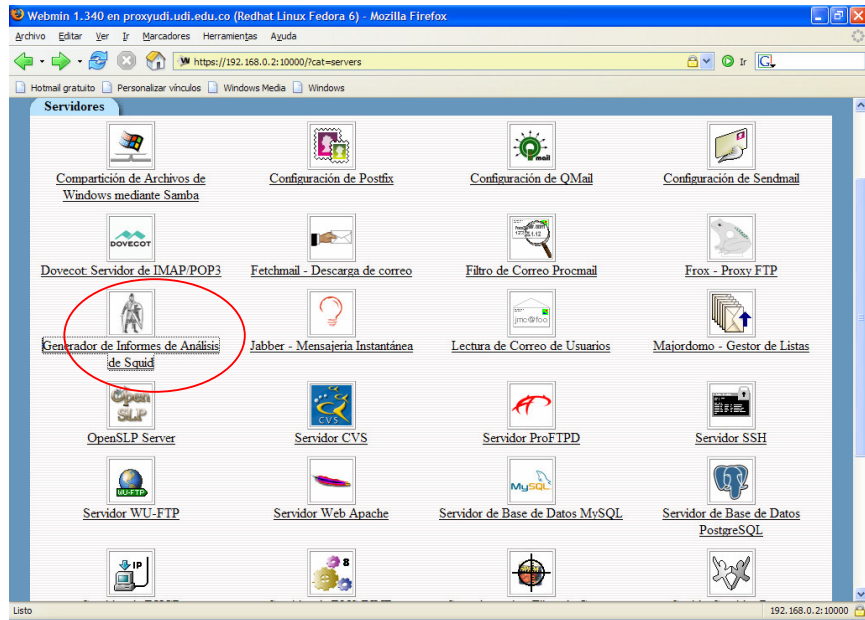 Webmin 1.340 en proxyudi.udi.edu.co (Redhat Linux Fedora 6) - Mozilla Firefox
Archivo Editar Ver Ir Marcadores Herramientas Ayuda
https://192.168.0.2:10000/?cat=servers
Ir
Hotmail gratuito Personalizar vínculos Windows Media Windows
Servidores
Qmail
Compartición de Archivos de Windows mediante Samba
Configuración de Postfix
Configuración de QMail
Configuración de Sendmail
DOVECOT
Dovecot: Servidor de IMAP/POP3
Fetchmail - Descarga de correo
Filtro de Correo Procmail
Frox - Proxy FTP
jmc@foo
Generador de Informes de Análisis de Squid
Jabber - Mensajería Instantánea
Lectura de Correo de Usuarios
Majordomo - Gestor de Listas
Open SLP
CVS
OpenSLP Server
Servidor CVS
Servidor ProFTPD
Servidor SSH
WU-FTP
MySQL
Servidor WU-FTP
Servidor Web Apache
Servidor de Base de Datos MySQL
Servidor de Base de Datos PostgreSQL
IP
8
Listo
192.168.0.2:10000